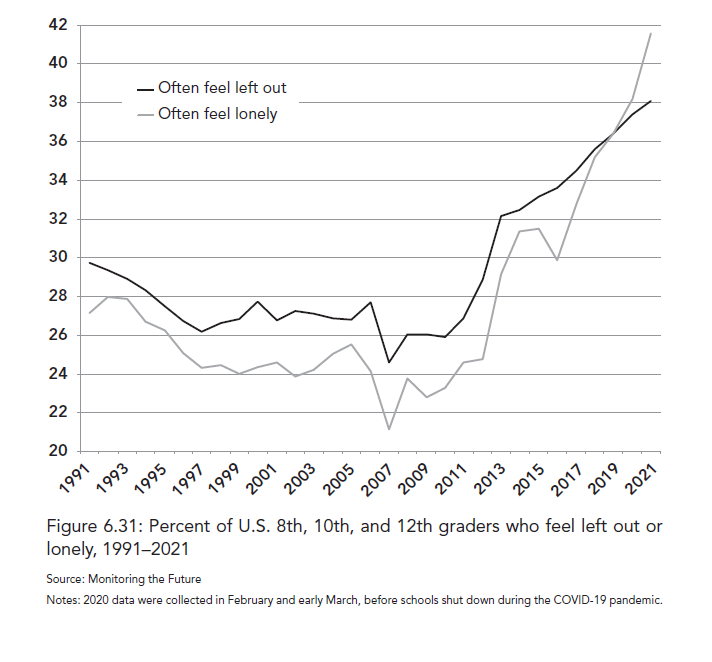 42
40
38
36
34
32
30
28
26
24
22
20
Often feel left out
Often feel lonely
1991 1993 1995 1997 1999 2001 2003 2005 2007 2009 2011 2013 2015 2017 2019 2021
Figure 6.31: Percent of U.S. 8th, 10th, and 12th graders who feel left out or
lonely, 1991–2021
Source: Monitoring the Future
Notes: 2020 data were collected in February and early March, before schools shut down during the COVID-19 pandemic.